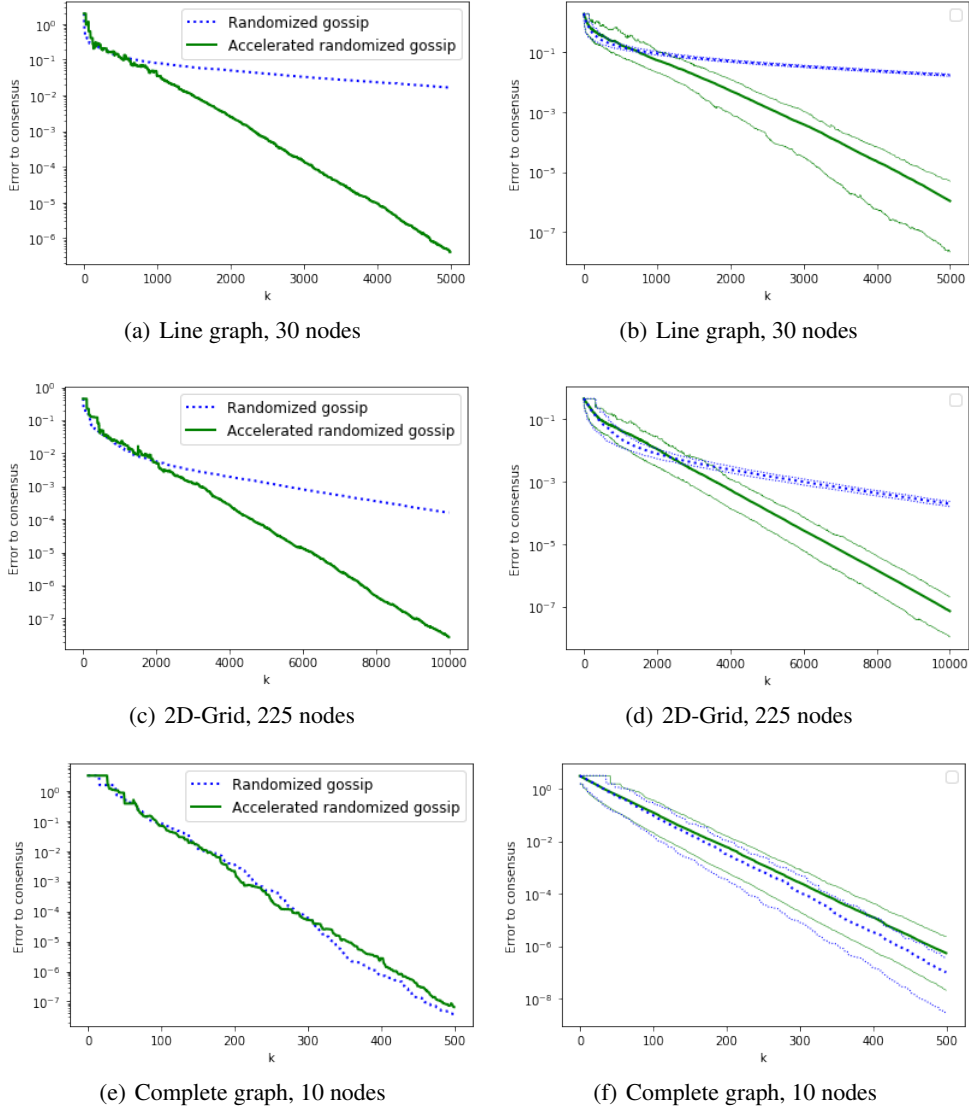 Randomized gossip
Accelerated randomized gossip
Error to consensus
10^0
10^-1
10^-2
10^-3
10^-4
10^-5
10^-6
0 1000 2000 3000 4000 5000
k
(a) Line graph, 30 nodes
Error to consensus
10^-1
10^-3
10^-5
10^-7
0 1000 2000 3000 4000 5000
k
(b) Line graph, 30 nodes
Randomized gossip
Accelerated randomized gossip
Error to consensus
10^0
10^-1
10^-2
10^-3
10^-4
10^-5
10^-6
10^-7
0 2000 4000 6000 8000 10000
k
(c) 2D-Grid, 225 nodes
Error to consensus
10^-1
10^-3
10^-5
10^-7
0 2000 4000 6000 8000 10000
k
(d) 2D-Grid, 225 nodes
Randomized gossip
Accelerated randomized gossip
Error to consensus
10^1
10^0
10^-1
10^-2
10^-3
10^-4
10^-5
10^-6
10^-7
0 100 200 300 400 500
k
(e) Complete graph, 10 nodes
Error to consensus
10^0
10^-2
10^-4
10^-6
10^-8
0 100 200 300 400 500
k
(f) Complete graph, 10 nodes